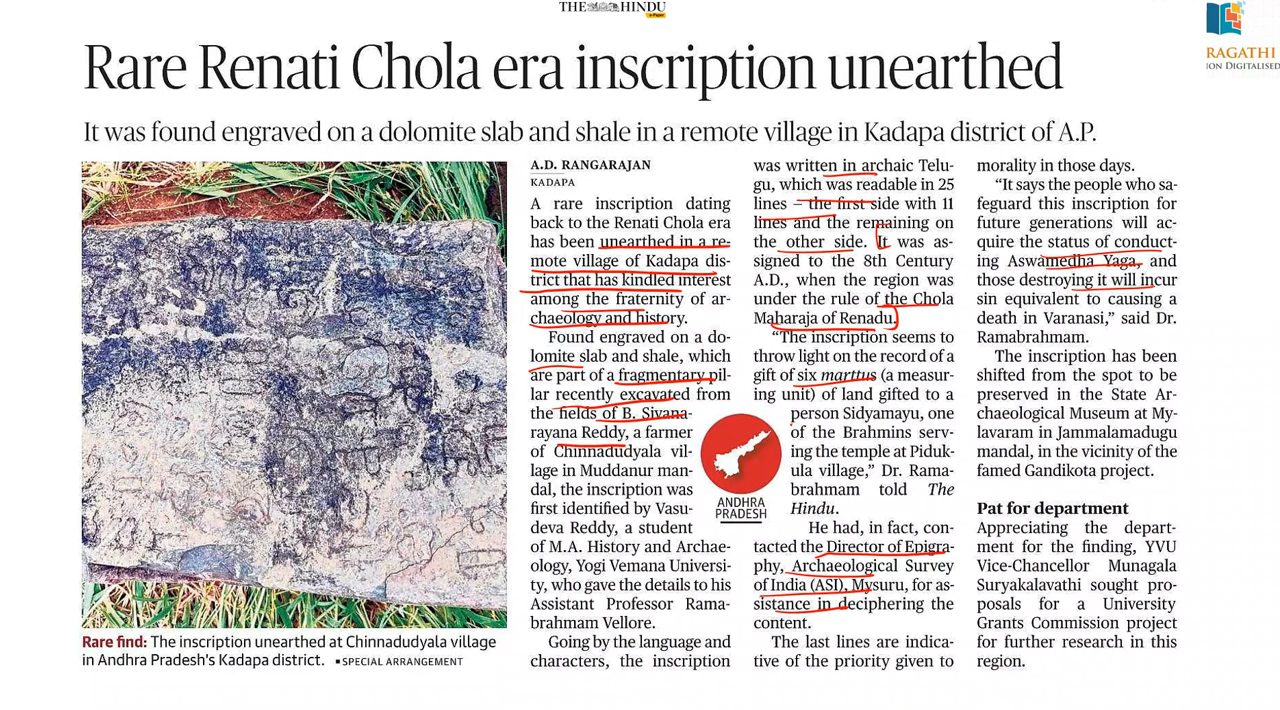 THE HINDU
e-Paper
RAGATHI
ION DIGITALISED
Rare Renati Chola era inscription unearthed
It was found engraved on a dolomite slab and shale in a remote village in Kadapa district of A.P.
Rare find: The inscription unearthed at Chinnadudyala village
in Andhra Pradesh's Kadapa district. ▪ SPECIAL ARRANGEMENT
A.D. RANGARAJAN
KADAPA
A rare inscription dating
back to the Renati Chola era
has been unearthed in a re-
mote village of Kadapa dis-
trict that has kindled interest
among the fraternity of ar-
chaeology and history.
Found engraved on a do-
lomite slab and shale, which
are part of a fragmentary pil-
lar recently excavated from
the fields of B. Sivana-
rayana Reddy, a farmer
of Chinnadudyala vil-
lage in Muddanur man-
dal, the inscription was
first identified by Vasu-
deva Reddy, a student
of M.A. History and Archae-
ology, Yogi Vemana Universi-
ty, who gave the details to his
Assistant Professor Rama-
brahmam Vellore.
Going by the language and
characters, the inscription
was written in archaic Telu-
gu, which was readable in 25
lines – the first side with 11
lines and the remaining on
the other side. It was as-
signed to the 8th Century
A.D., when the region was
under the rule of the Chola
Maharaja of Renadu.
“The inscription seems to
throw light on the record of a
gift of six marttus (a measur-
ing unit) of land gifted to a
person Sidyamayu, one
of the Brahmins serv-
ing the temple at Piduk-
ula village,” Dr. Rama-
brahmam told The
Hindu.
He had, in fact, con-
tacted the Director of Epigra-
phy, Archaeological Survey
of India (ASI), Mysuru, for as-
sistance in deciphering the
content.
The last lines are indica-
tive of the priority given to
ANDHRA
PRADESH
morality in those days.
“It says the people who sa-
feguard this inscription for
future generations will ac-
quire the status of conduct-
ing Aswamedha Yaga, and
those destroying it will incur
sin equivalent to causing a
death in Varanasi,” said Dr.
Ramabrahmam.
The inscription has been
shifted from the spot to be
preserved in the State Ar-
chaeological Museum at My-
lavaram in Jammalamadugu
mandal, in the vicinity of the
famed Gandikota project.
Pat for department
Appreciating the depart-
ment for the finding, YVU
Vice-Chancellor Munagala
Suryakalavathi sought pro-
posals for a University
Grants Commission project
for further research in this
region.